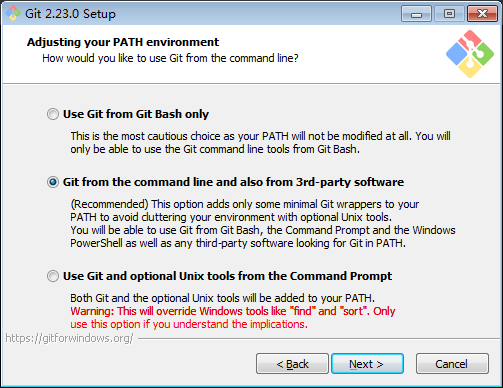 Git 2.23.0 Setup
Adjusting your PATH environment
How would you like to use Git from the command line?
Use Git from Git Bash only
This is the most cautious choice as your PATH will not be modified at all. You will
only be able to use the Git command line tools from Git Bash.
Git from the command line and also from 3rd-party software
(Recommended) This option adds only some minimal Git wrappers to your
PATH to avoid cluttering your environment with optional Unix tools.
You will be able to use Git from Git Bash, the Command Prompt and the Windows
PowerShell as well as any third-party software looking for Git in PATH.
Use Git and optional Unix tools from the Command Prompt
Both Git and the optional Unix tools will be added to your PATH.
Warning: This will override Windows tools like "find" and "sort". Only
use this option if you understand the implications.
https://gitforwindows.org/
< Back Next > Cancel